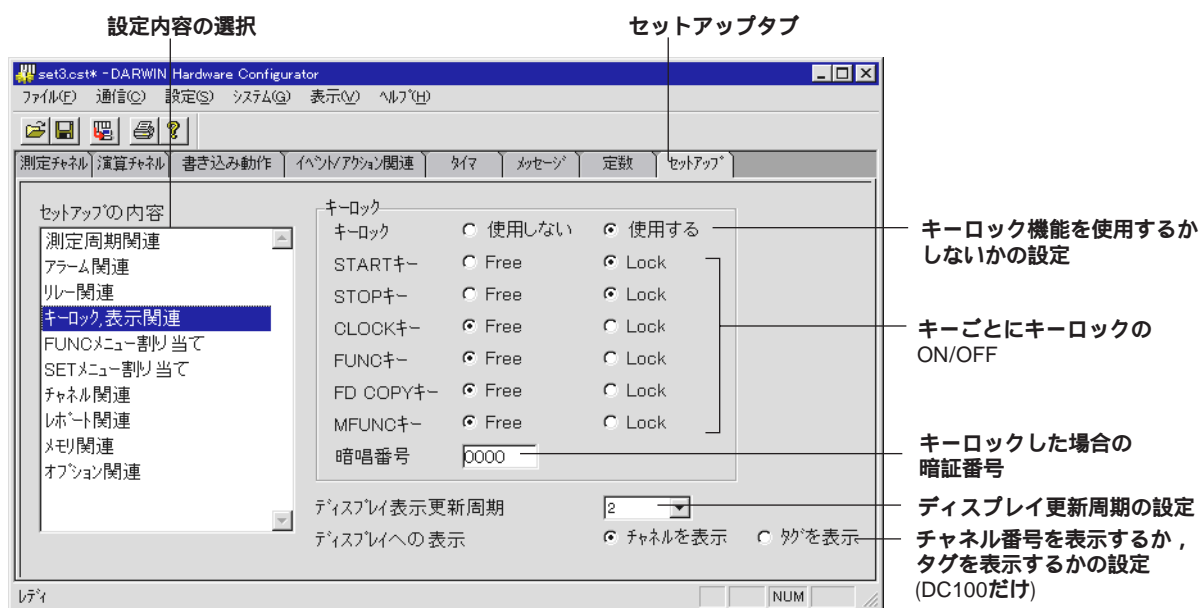 設定内容の選択
セットアップタブ
set3.cst* - DARWIN Hardware Configurator
ファイル(F) 通信(C) 設定(S) システム(G) 表示(V) ヘルプ(H)
測定チャネル 演算チャネル 書き込み動作 イベント/アクション関連 タイマ メッセージ 定数 セットアップ
セットアップの内容
測定周期関連
アラーム関連
リレー関連
キーロック,表示関連
FUNCメニュー割り当て
SETメニュー割り当て
チャネル関連
レポート関連
メモリ関連
オプション関連
キーロック
キーロック 使用しない 使用する
STARTキー Free Lock
STOPキー Free Lock
CLOCKキー Free Lock
FUNCキー Free Lock
FD COPYキー Free Lock
MFUNCキー Free Lock
暗唱番号 0000
ディスプレイ表示更新周期 2
ディスプレイへの表示 チャネルを表示 タグを表示
レディ
NUM
キーロック機能を使用するか
しないかの設定
キーごとにキーロックの
ON/OFF
キーロックした場合の
暗証番号
ディスプレイ更新周期の設定
チャネル番号を表示するか，
タグを表示するかの設定
(DC100だけ)